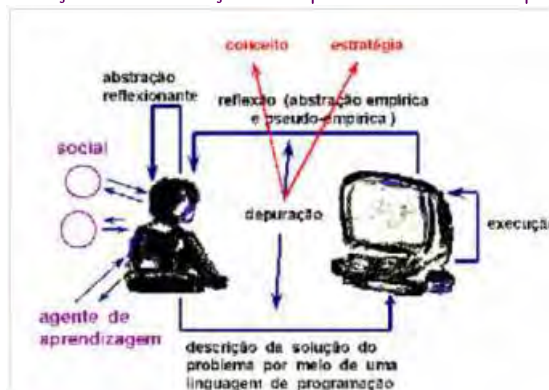 conceito estratégia
abstração
reflexionante
reflexão (abstração empírica
e pseudo-empírica )
social
depuração
execução
agente de
aprendizagem
descrição da solução do
problema por meio de uma
linguagem de programação